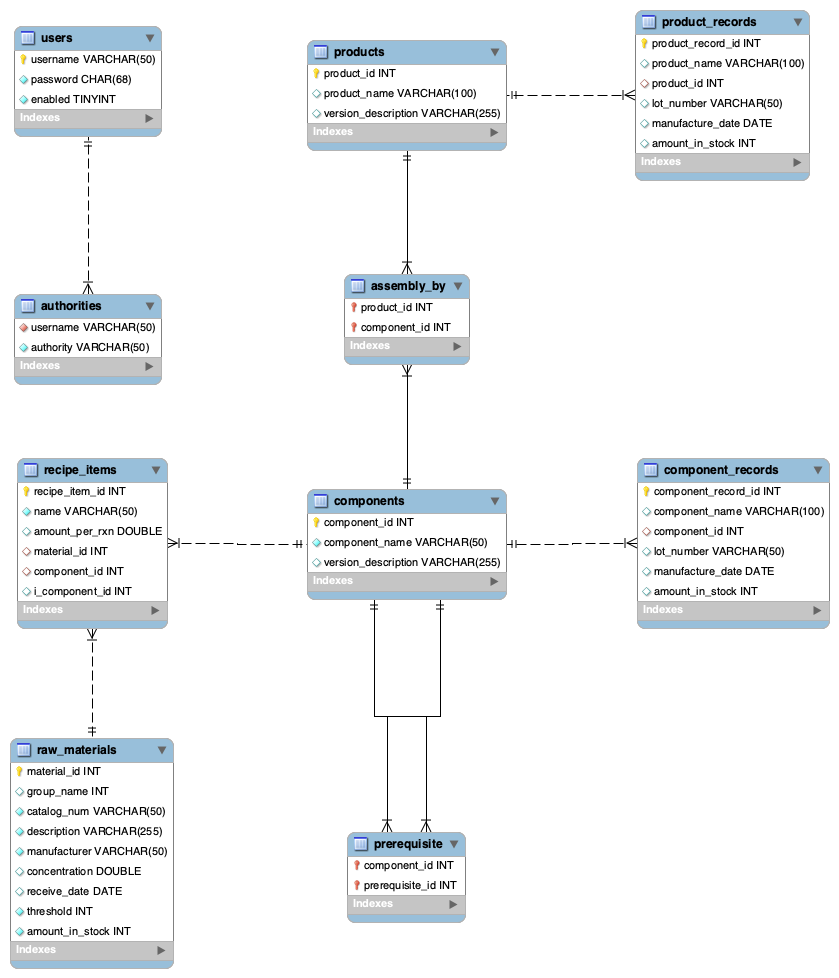 users
username VARCHAR(50)
password CHAR(68)
enabled TINYINT
Indexes
products
product_id INT
product_name VARCHAR(100)
version_description VARCHAR(255)
Indexes
product_records
product_record_id INT
product_name VARCHAR(100)
product_id INT
lot_number VARCHAR(50)
manufacture_date DATE
amount_in_stock INT
Indexes
authorities
username VARCHAR(50)
authority VARCHAR(50)
Indexes
assembly_by
product_id INT
component_id INT
Indexes
recipe_items
recipe_item_id INT
name VARCHAR(50)
amount_per_rxn DOUBLE
material_id INT
component_id INT
i_component_id INT
Indexes
components
component_id INT
component_name VARCHAR(50)
version_description VARCHAR(255)
Indexes
component_records
component_record_id INT
component_name VARCHAR(100)
component_id INT
lot_number VARCHAR(50)
manufacture_date DATE
amount_in_stock INT
Indexes
raw_materials
material_id INT
group_name INT
catalog_num VARCHAR(50)
description VARCHAR(255)
manufacturer VARCHAR(50)
concentration DOUBLE
receive_date DATE
threshold INT
amount_in_stock INT
Indexes
prerequisite
component_id INT
prerequisite_id INT
Indexes